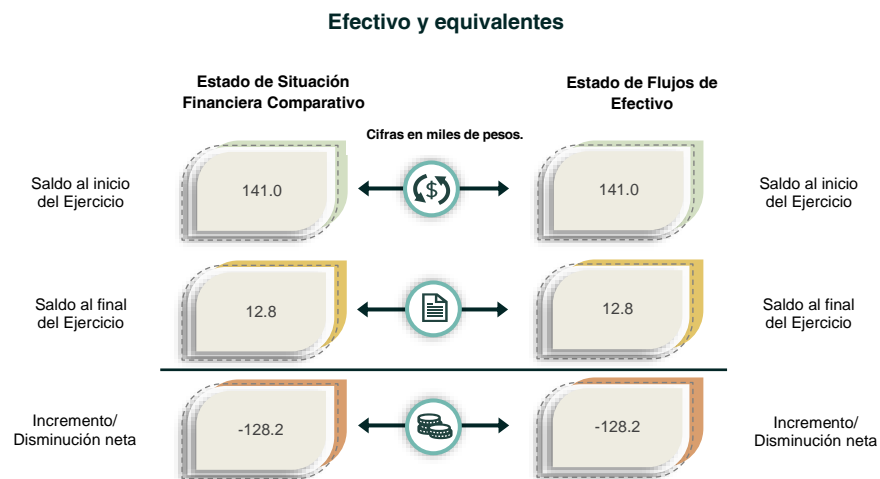 Efectivo y equivalentes
Estado de Situación
Financiera Comparativo
Estado de Flujos de
Efectivo
Cifras en miles de pesos.
Saldo al inicio
del Ejercicio
141.0
$
141.0
Saldo al inicio
del Ejercicio
Saldo al final
del Ejercicio
12.8
12.8
Saldo al final
del Ejercicio
Incremento/
Disminución neta
-128.2
-128.2
Incremento/
Disminución neta